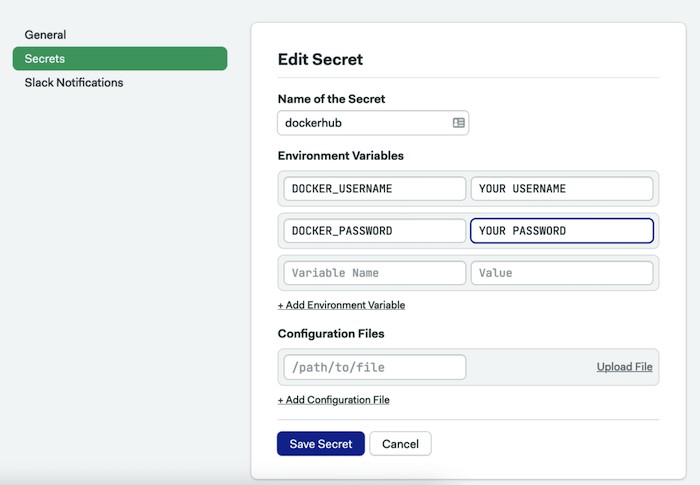 General
Secrets
Slack Notifications
Edit Secret
Name of the Secret
dockerhub
Environment Variables
DOCKER_USERNAME YOUR USERNAME
DOCKER_PASSWORD YOUR PASSWORD
Variable Name Value
+ Add Environment Variable
Configuration Files
/path/to/file Upload File
+ Add Configuration File
Save Secret Cancel